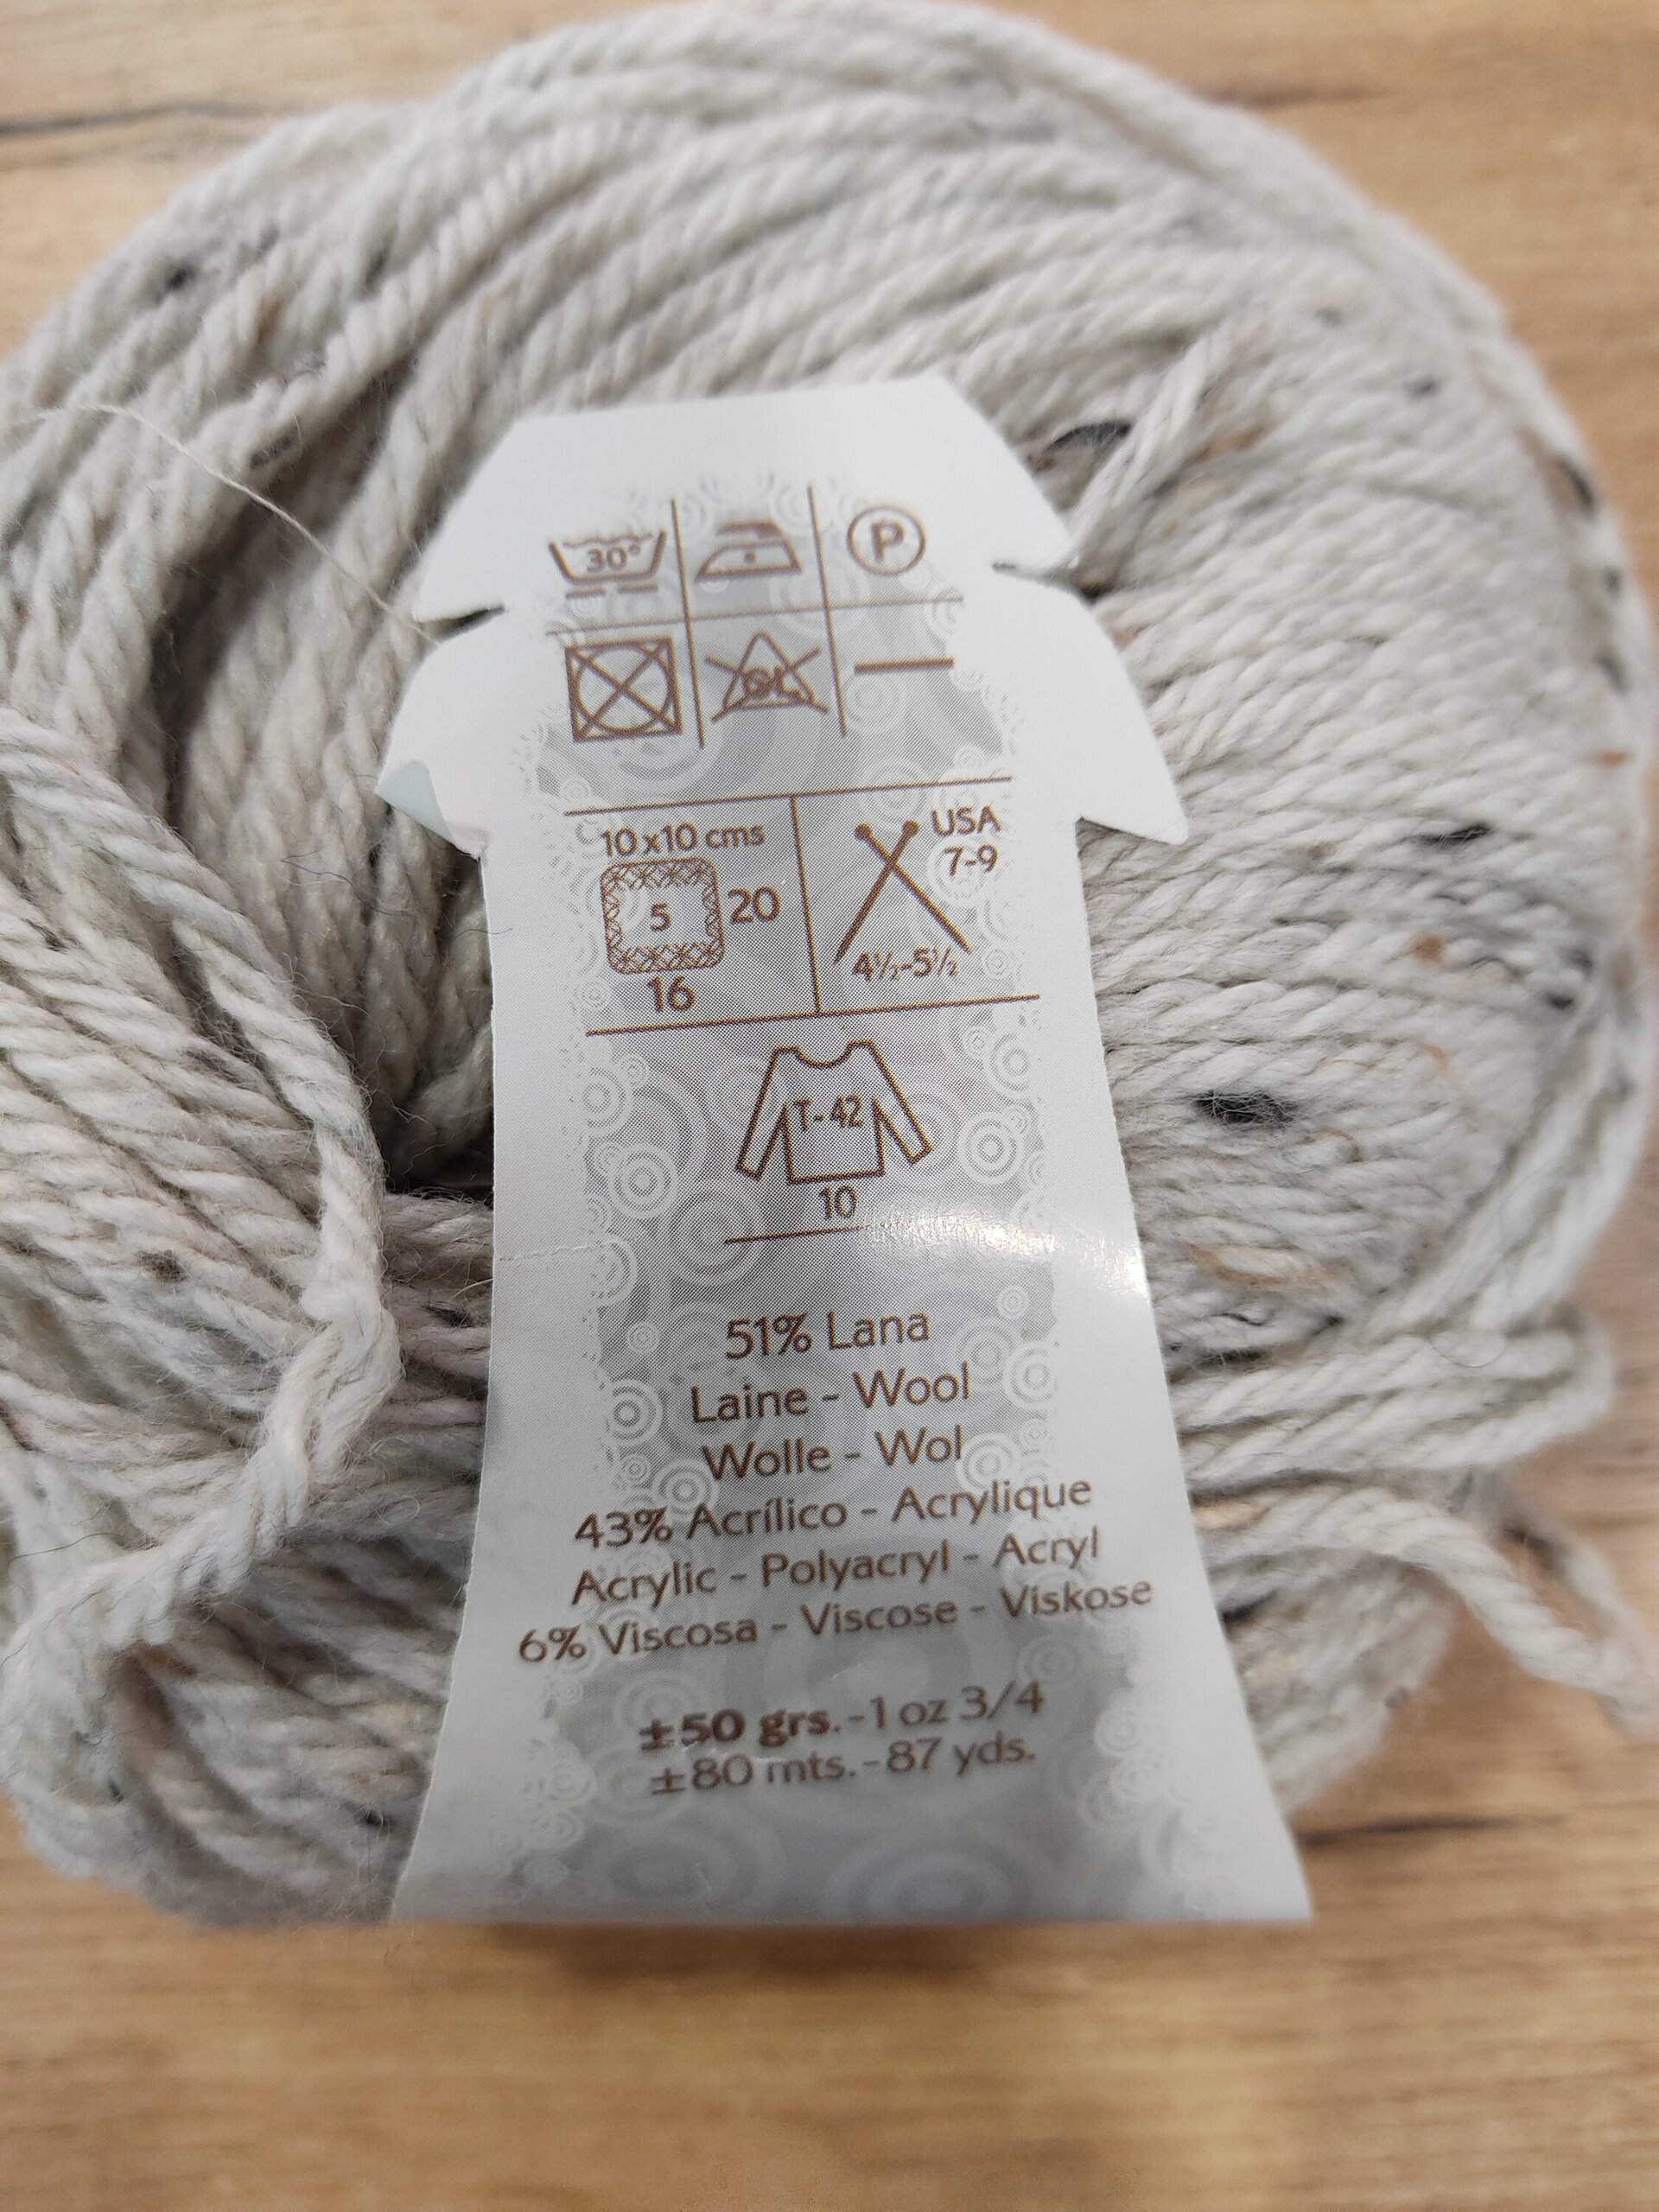 30° P
CL
10x10 cms
5 20
16
USA
7-9
4½-5½
T-42
10
51% Lana
Laine - Wool
Wolle - Wol
43% Acrílico - Acrylique
Acrylic - Polyacryl - Acryl
6% Viscosa - Viscose - Viskose
±50 grs.-1 oz 3/4
±80 mts.-87 yds.